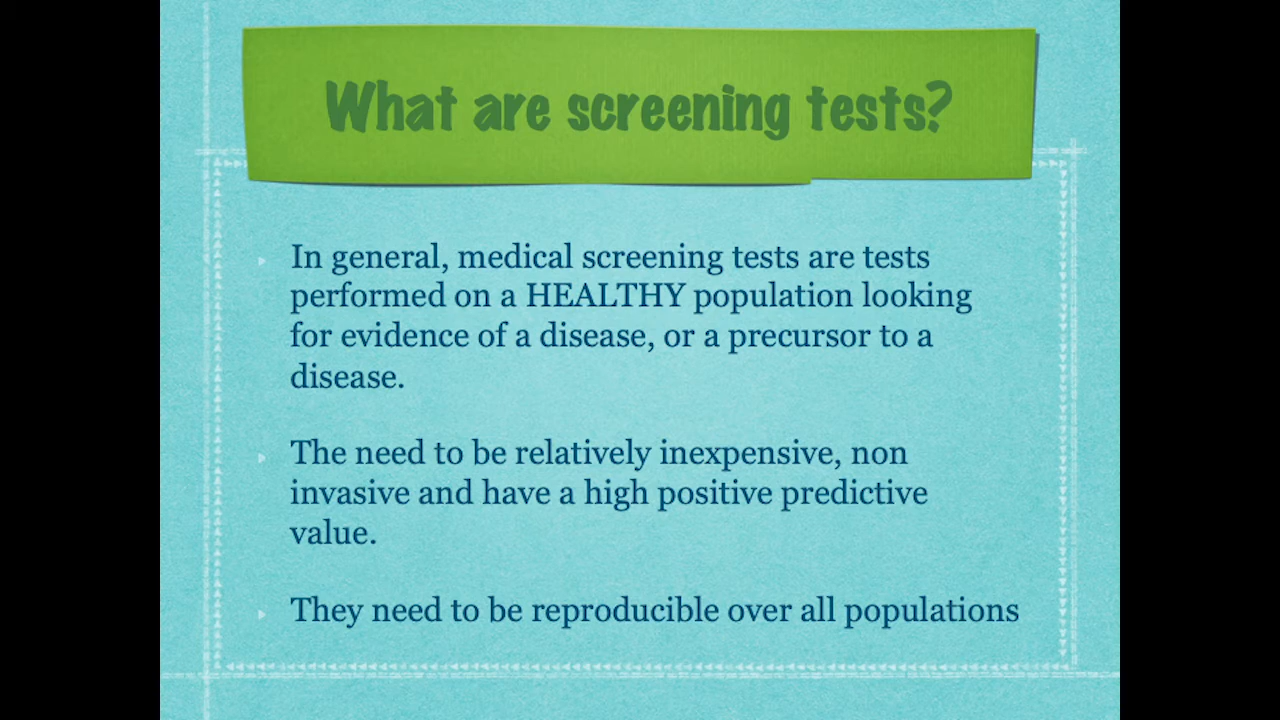 What are screening tests?
In general, medical screening tests are tests
performed on a HEALTHY population looking
for evidence of a disease, or a precursor to a
disease.
The need to be relatively inexpensive, non
invasive and have a high positive predictive
value.
They need to be reproducible over all populations